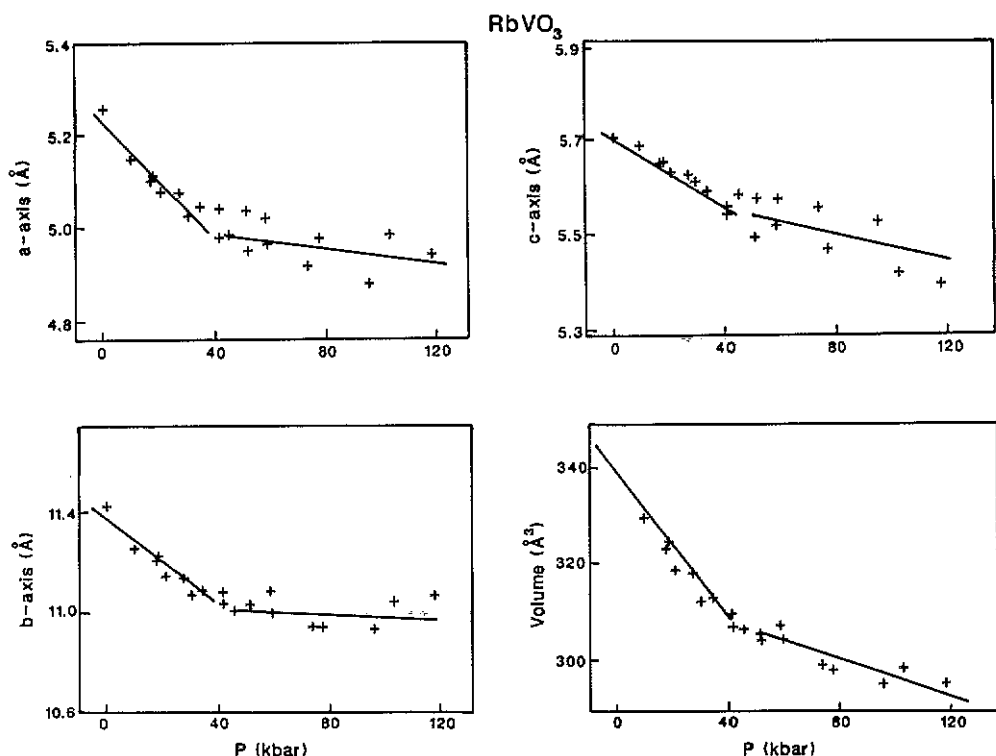 RbVO₃
5.4
5.2
5.0
4.8
a-axis (Å)
0 40 80 120
5.9
5.7
5.5
5.3
c-axis (Å)
0 40 80 120
11.4
11.0
10.6
b-axis (Å)
0 40 80 120
P (kbar)
340
320
300
Volume (Å³)
0 40 80 120
P (kbar)